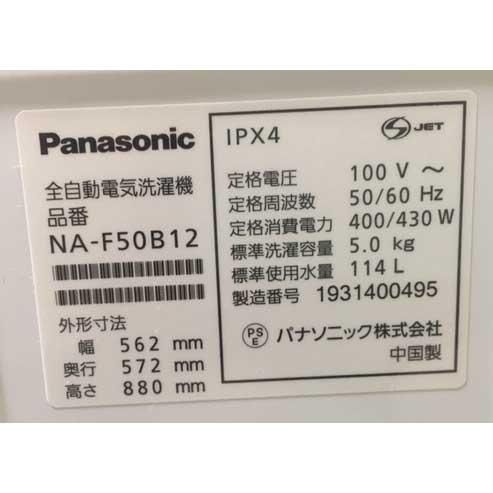 Panasonic
全自動電気洗濯機
品番
NA-F50B12
外形寸法
幅 562 mm
奥行 572 mm
高さ 880 mm
IPX4
S JET
定格電圧 100 V ～
定格周波数 50/60 Hz
定格消費電力 400/430 W
標準洗濯容量 5.0 kg
標準使用水量 114 L
製造番号 1931400495
PS
E パナソニック株式会社
中国製